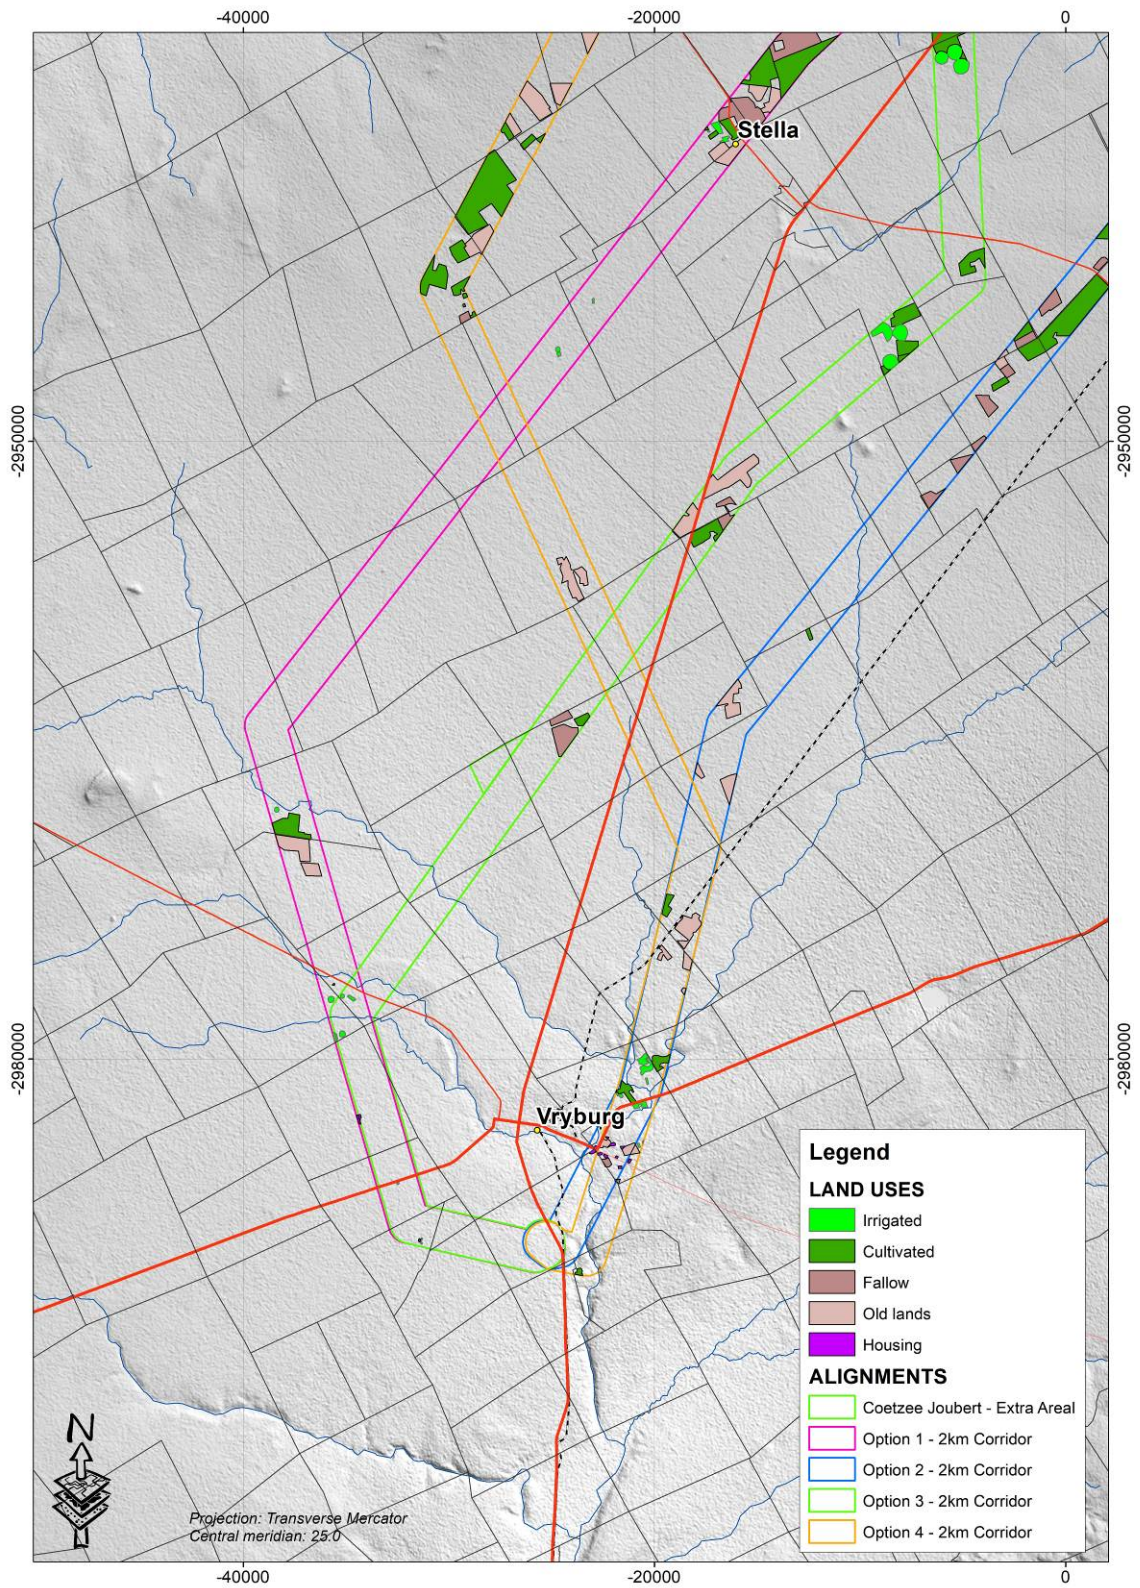 -40000
-20000
0
Stella
-2950000
-2950000
-2980000
-2980000
Vryburg
Legend
LAND USES
Irrigated
Cultivated
Fallow
Old lands
Housing
ALIGNMENTS
Coetzee Joubert - Extra Areal
Option 1 - 2km Corridor
Option 2 - 2km Corridor
Option 3 - 2km Corridor
Option 4 - 2km Corridor
N
Projection: Transverse Mercator
Central meridian: 25.0
-40000
-20000
0